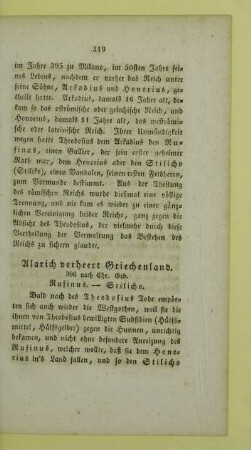 319
im Jahre 395 zu Milano, im 50sten Jahre sei-
nes Lebens, nachdem er vorher das Reich unter
seine Söhne, Arkadius und Honorius, ge-
theilt hatte. Arkadius, damals 18 Jahre alt, be-
kam so das oströmische oder griechische Reich, und
Honorius, damals 11 Jahre alt, das weströmi-
sche oder lateinische Reich. Ihrer Unmündigkeit
wegen hatte Theodosius dem Arkadius den Ru-
finus, einen Gallier, der sein erster geheimer
Rath war, dem Honorius aber den Stilicho
(Stiliko), einen Vandalen, seinen ersten Feldherrn,
zum Vormunde bestimmt. Aus der Theilung des
römischen Reichs wurde diesmal eine völlige
Trennung, und nie kam es wieder zu einer gänz-
lichen Vereinigung beider Reiche, ganz gegen die
Absicht des Theodosius, der vielmehr durch diese
Vertheilung der Verwaltung das Bestehen des
Reichs zu sichern glaubte.
Alarich verheert Griechenland.
396 nach Chr. Geb.
Rufinus. — Stilicho.
Bald nach des Theodosius Tode empör-
ten sich auch wieder die Westgothen, weil sie die
ihnen von Theodosius bewilligten Subsidien (Hülfs-
mittel, Hülfsgelder) gegen die Hunnen, unrichtig
bekamen, und nicht ohne besondere Anreizung des
Rufinus, welcher wollte, daß sie dem Hono-
rius in's Land fallen, und so den Stilicho